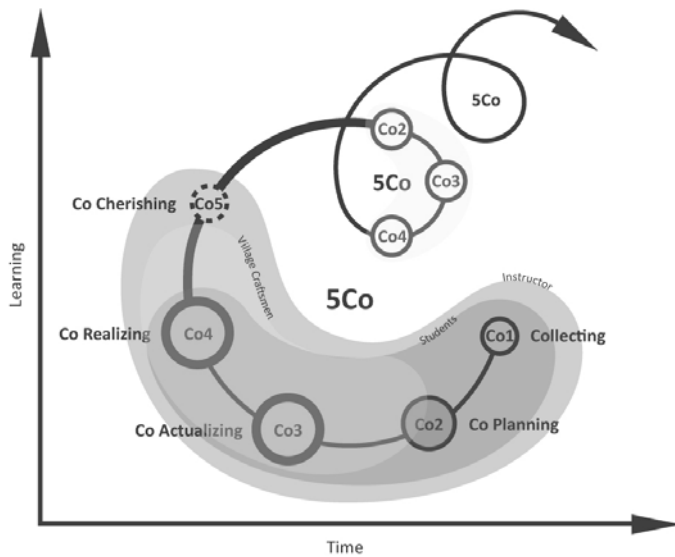 5Co
Co2
5Co
Co3
Co Cherishing
Co5
Co4
Village Craftsmen
Instructor
5Co
Students
Co Realizing
Co4
Co1
Collecting
Co Actualizing
Co3
Co2
Co Planning
Learning
Time